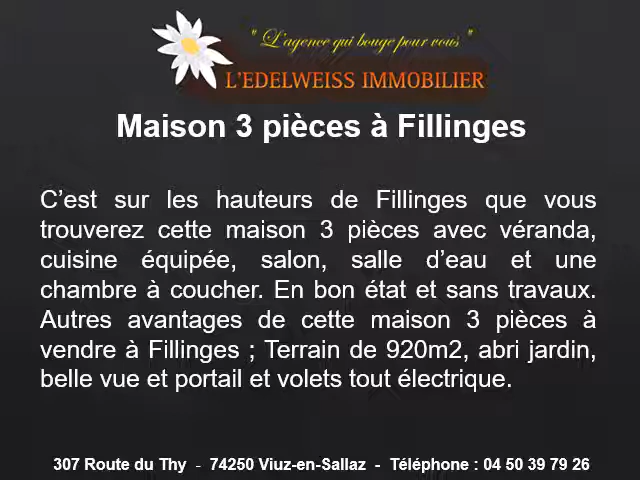 " L'agence qui bouge pour vous "
L'EDELWEISS IMMOBILIER
Maison 3 pièces à Fillinges
C’est sur les hauteurs de Fillinges que vous
trouverez cette maison 3 pièces avec véranda,
cuisine équipée, salon, salle d’eau et une
chambre à coucher. En bon état et sans travaux.
Autres avantages de cette maison 3 pièces à
vendre à Fillinges ; Terrain de 920m2, abri jardin,
belle vue et portail et volets tout électrique.
307 Route du Thy - 74250 Viuz-en-Sallaz - Téléphone : 04 50 39 79 26